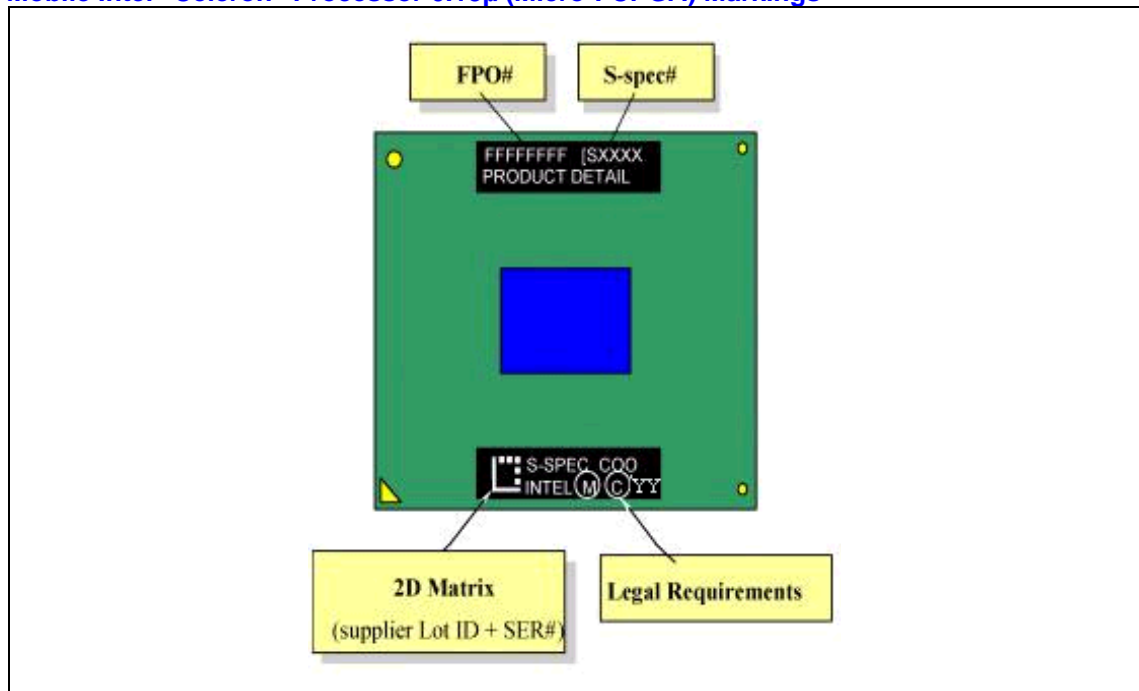 FPO#
S-spec#
FFFFFFFF [SXXXX
PRODUCT DETAIL
S-SPEC COO
INTEL M C YY
2D Matrix
(supplier Lot ID + SER#)
Legal Requirements